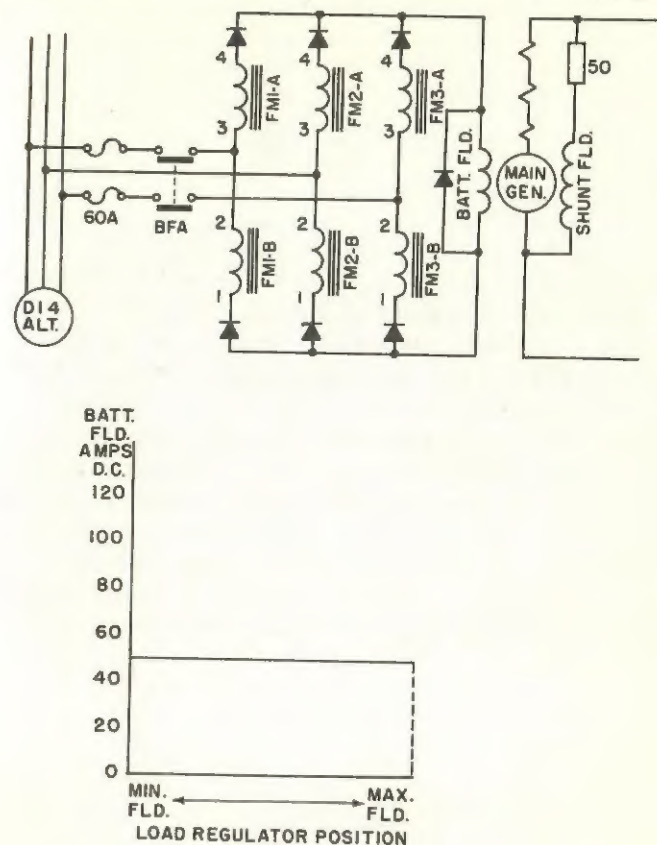 4
FM1-A
3
4
FM2-A
3
4
FM3-A
3
BATT. FLD.
50
MAIN
GEN.
SHUNT FLD.
60A
BFA
2
FM1-B
1
2
FM2-B
1
2
FM3-B
1
D14
ALT.
BATT.
FLD.
AMPS
D.C.
120
100
80
60
40
20
0
MIN.
FLD.
MAX.
FLD.
LOAD REGULATOR POSITION